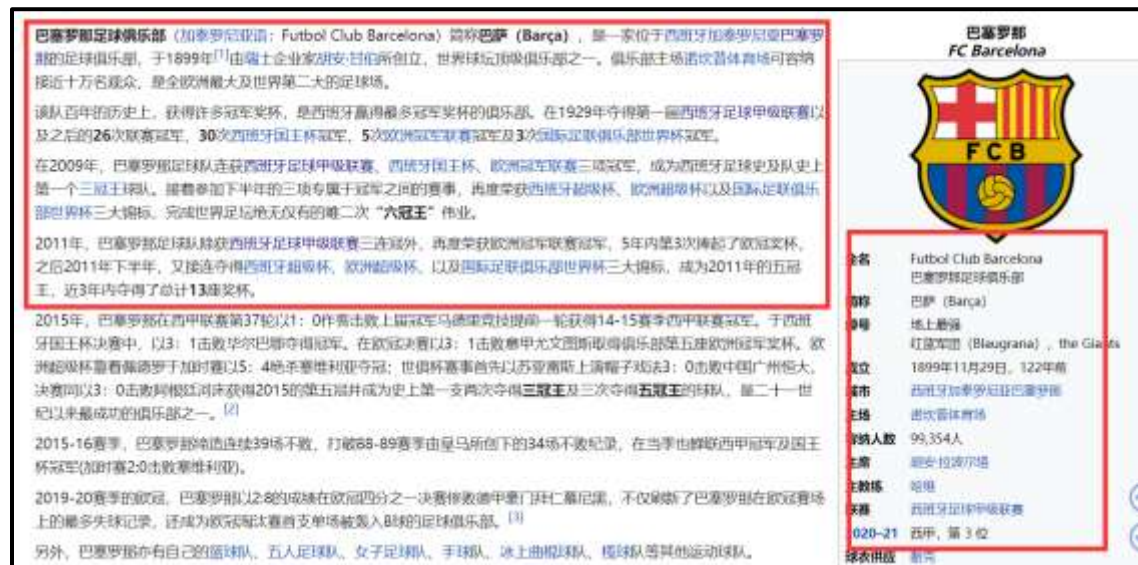 巴塞罗那足球俱乐部（加泰罗尼亚语：Futbol Club Barcelona）简称巴萨（Barça），是一家位于西班牙加泰罗尼亚巴塞罗
那的足球俱乐部，于1899年[1]由瑞士企业家胡安·甘伯所创立，世界球坛顶级俱乐部之一。俱乐部主场诺坎普体育场可容纳
接近十万名观众，是全欧洲最大及世界第二大的足球场。
该队百年的历史上，获得许多冠军奖杯，是西班牙赢得最多冠军奖杯的俱乐部。在1929年夺得第一届西班牙足球甲级联赛以
及之后的26次联赛冠军，30次西班牙国王杯冠军，5次欧洲冠军联赛冠军及3次国际足联俱乐部世界杯冠军。
在2009年，巴塞罗那足球队连获西班牙足球甲级联赛、西班牙国王杯、欧洲冠军联赛三项冠军，成为西班牙足球史及队史上
第一个三冠王球队。接着参加下半年的三项专属于冠军之间的赛事，再度荣获西班牙超级杯、欧洲超级杯以及国际足联俱乐
部世界杯三大锦标，完成世界足坛绝无仅有的唯二次“六冠王”伟业。
2011年，巴塞罗那足球队除获西班牙足球甲级联赛三连冠外，再度荣获欧洲冠军联赛冠军，5年内第3次捧起了欧冠奖杯，
之后2011年下半年，又接连夺得西班牙超级杯、欧洲超级杯、以及国际足联俱乐部世界杯三大锦标，成为2011年的五冠
王，近3年内夺得了总计13座奖杯。
2015年，巴塞罗那在西甲联赛第37轮以1：0作客击败上届冠军马德里竞技提前一轮获得14-15赛季西甲联赛冠军。于西班
牙国王杯决赛中，以3：1击败毕尔巴鄂夺得冠军。在欧冠决赛以3：1击败意甲尤文图斯取得俱乐部第五座欧洲冠军奖杯。欧
洲超级杯靠着佩德罗于加时赛以5：4绝杀塞维利亚夺冠；世俱杯赛事首先以苏亚雷斯上演帽子戏法3：0击败中国广州恒大，
决赛同以3：0击败阿根廷河床获得2015的第五冠并成为史上第一支两次夺得三冠王及三次夺得五冠王的球队，是二十一世
纪以来最成功的俱乐部之一。[2]
2015-16赛季，巴塞罗那缔造连续39场不败，打破88-89赛季由皇马所创下的34场不败纪录，在当季也蝉联西甲冠军及国王
杯冠军(加时赛2:0击败塞维利亚)。
2019-20赛季的欧冠，巴塞罗那以2:8的成绩在欧冠四分之一决赛惨败德甲豪门拜仁慕尼黑，不仅刷新了巴塞罗那在欧冠赛场
上的最多失球记录，还成为欧冠淘汰赛首支单场被轰入8球的足球俱乐部。[3]
另外，巴塞罗那亦有自己的篮球队、五人足球队、女子足球队、手球队、冰上曲棍球队、榄球队等其他运动球队。
巴塞罗那
FC Barcelona
FCB
全名 Futbol Club Barcelona
巴塞罗那足球俱乐部
简称 巴萨（Barça）
绰号 地上最强
红蓝军团（Blaugrana），the Giants
成立 1899年11月29日，122年前
城市 西班牙加泰罗尼亚巴塞罗那
主场 诺坎普体育场
容纳人数 99,354人
主席 胡安·拉波尔塔
主教练 哈维
联赛 西班牙足球甲级联赛
2020–21 西甲，第 3 位
球衣供应 耐克